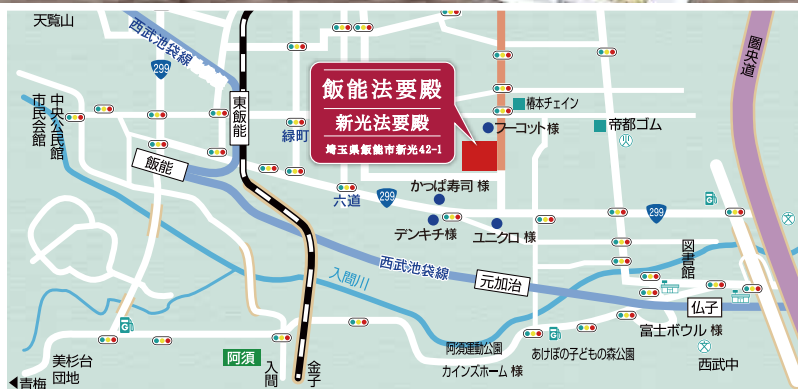 天覧山
西武池袋線
299
圏央道
飯能法要殿
新光法要殿
埼玉県飯能市新光42-1
椿本チェイン
フーコット様
帝都ゴム
中央公民館
市民会館
東飯能
緑町
飯能
六道
299
かっぱ寿司 様
デンキチ様
ユニクロ 様
299
図書館
西武池袋線
入間川
元加治
仏子
富士ボウル 様
西武中
阿須運動公園
カインズホーム 様
あけぼの子どもの森公園
阿須
入間
金子
美杉台
団地
◀青梅